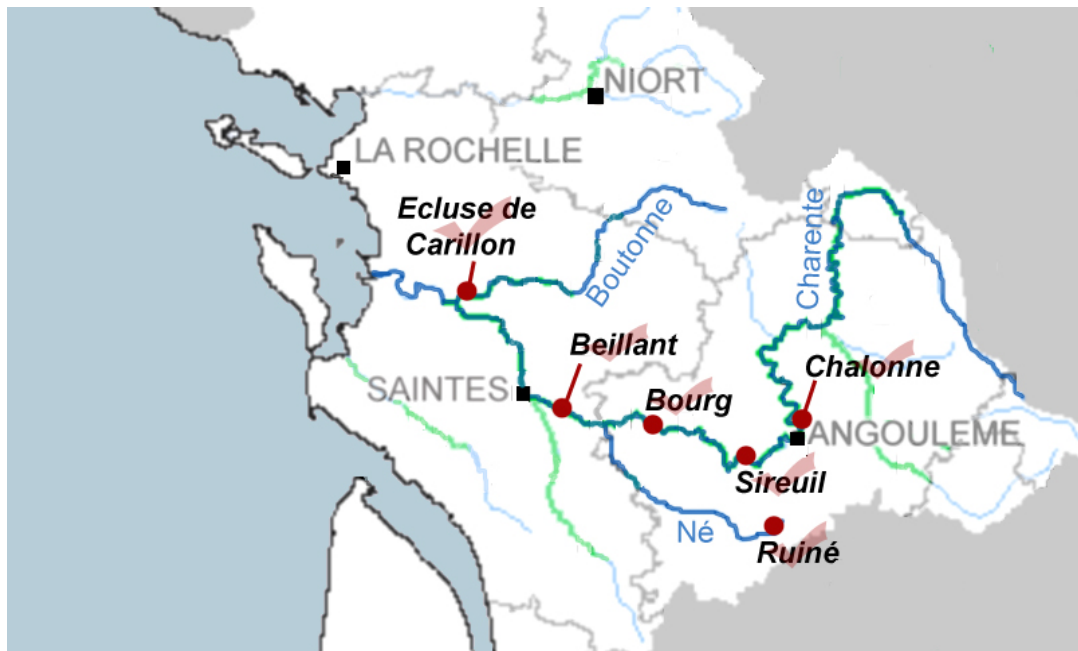 NIORT
LA ROCHELLE
Ecluse de
Carillon
Boutonne
Charente
Beillant
Chalonne
SAINTES
Bourg
ANGOULEME
Sireuil
Né
Ruiné